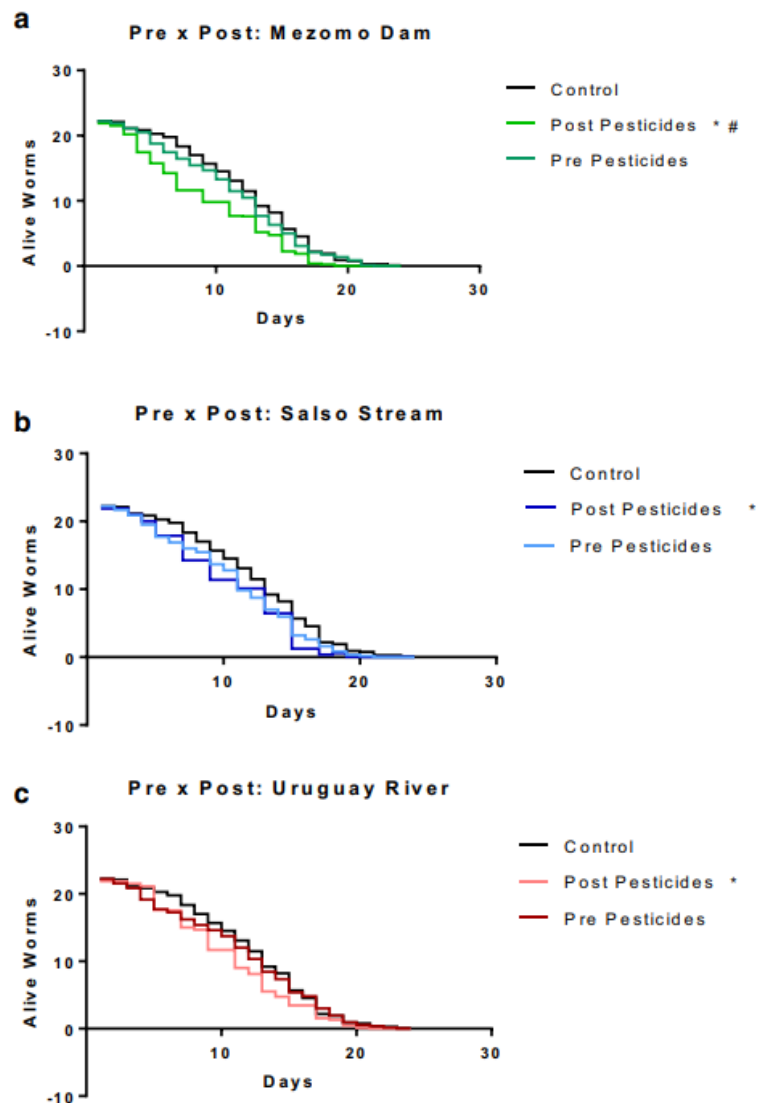 a
Pre x Post: Mezomo Dam
30
20
10
0
-10
Alive Worms
10
20
30
Days
Control
Post Pesticides * #
Pre Pesticides
b
Pre x Post: Salso Stream
30
20
10
0
-10
Alive Worms
10
20
30
Days
Control
Post Pesticides *
Pre Pesticides
c
Pre x Post: Uruguay River
30
20
10
0
-10
Alive Worms
10
20
30
Days
Control
Post Pesticides *
Pre Pesticides